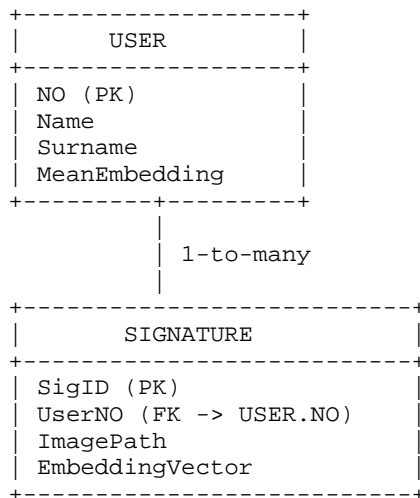 USER
NO (PK)
Name
Surname
MeanEmbedding
1-to-many
SIGNATURE
SigID (PK)
UserNO (FK -> USER.NO)
ImagePath
EmbeddingVector